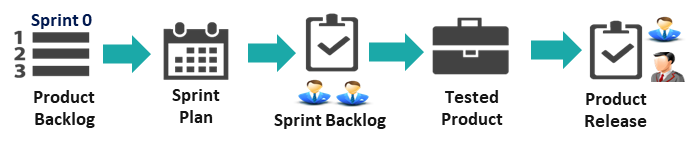 Sprint 0
1
2
3
Product
Backlog
Sprint
Plan
Sprint Backlog
Tested
Product
Product
Release